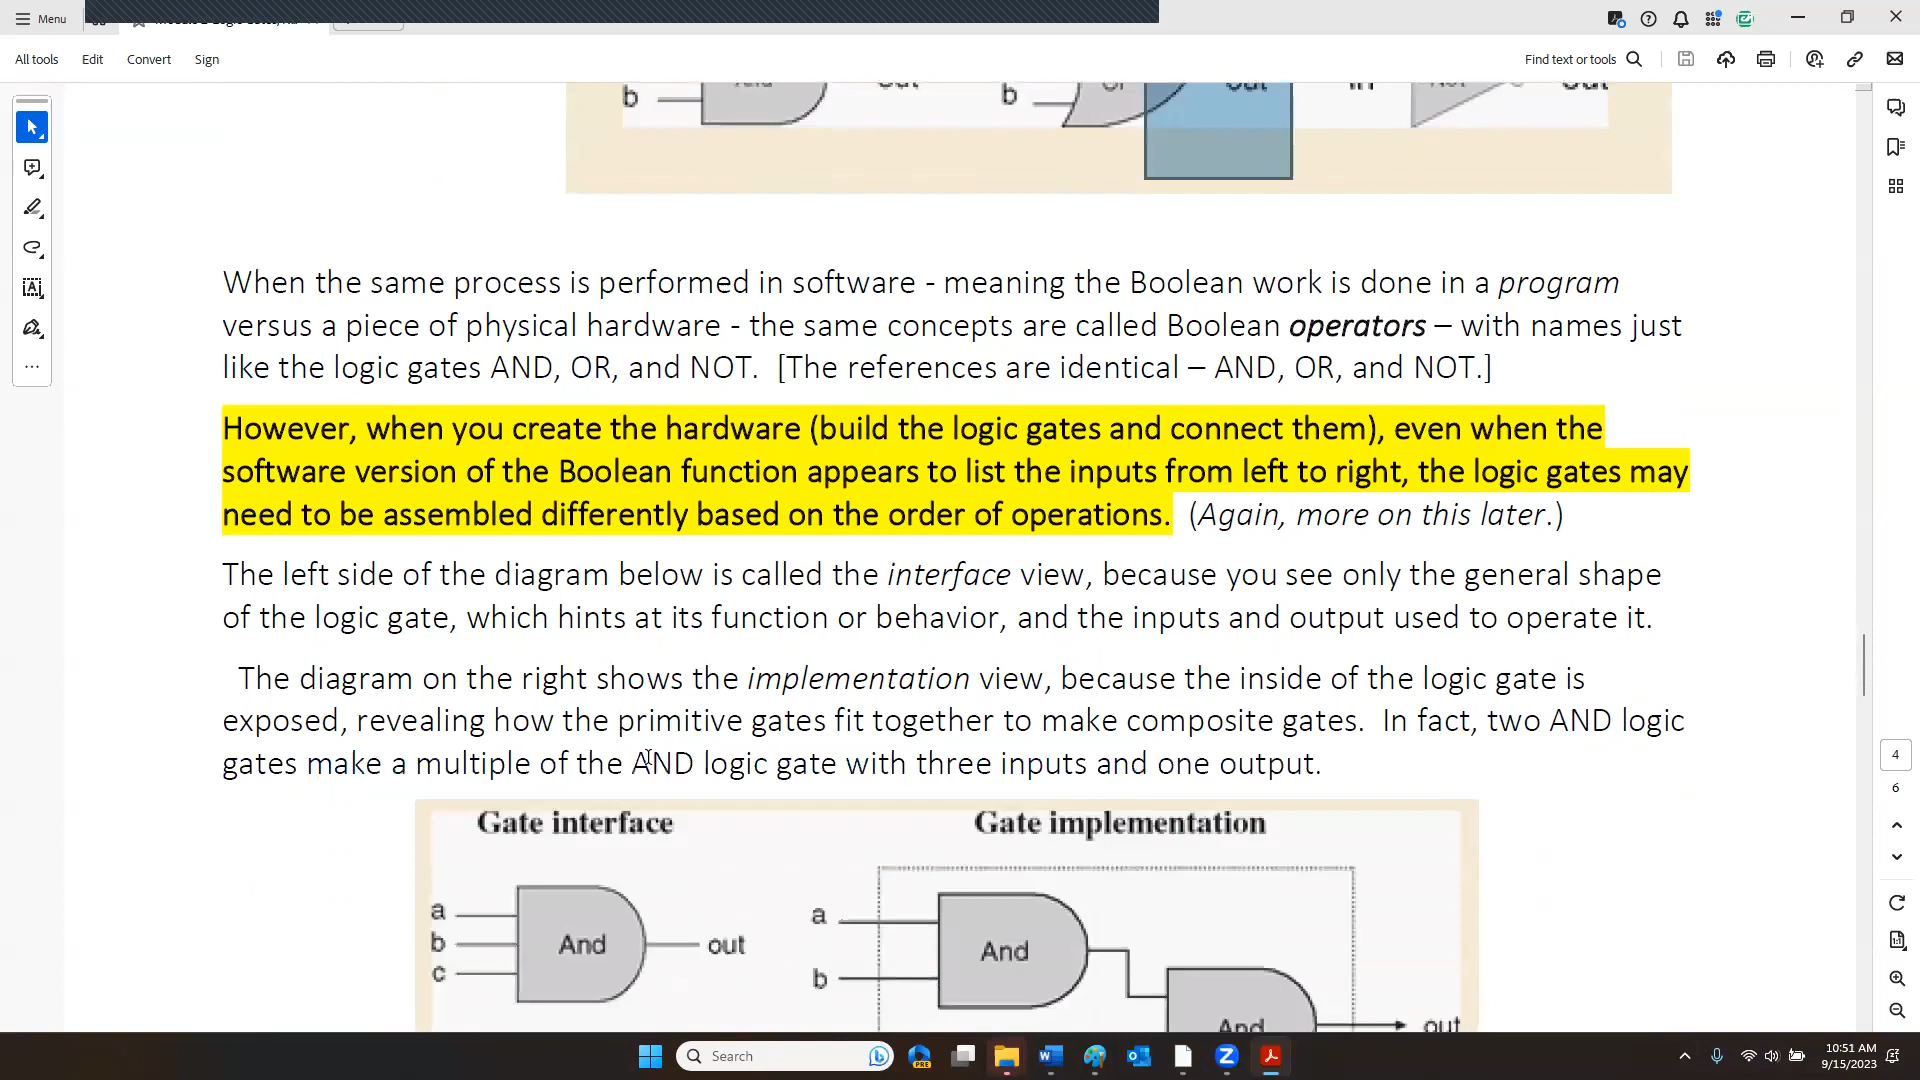 Menu
All tools
Edit
Convert
Sign
Find text or tools
b
b
When the same process is performed in software - meaning the Boolean work is done in a program
versus a piece of physical hardware - the same concepts are called Boolean operators – with names just
like the logic gates AND, OR, and NOT. [The references are identical – AND, OR, and NOT.]
However, when you create the hardware (build the logic gates and connect them), even when the
software version of the Boolean function appears to list the inputs from left to right, the logic gates may
need to be assembled differently based on the order of operations. (Again, more on this later.)
The left side of the diagram below is called the interface view, because you see only the general shape
of the logic gate, which hints at its function or behavior, and the inputs and output used to operate it.
The diagram on the right shows the implementation view, because the inside of the logic gate is
exposed, revealing how the primitive gates fit together to make composite gates. In fact, two AND logic
gates make a multiple of the AND logic gate with three inputs and one output.
Gate interface
Gate implementation
a
b
c
And
out
a
b
And
And
out
4
6
Search
PRE
10:51 AM
9/15/2023